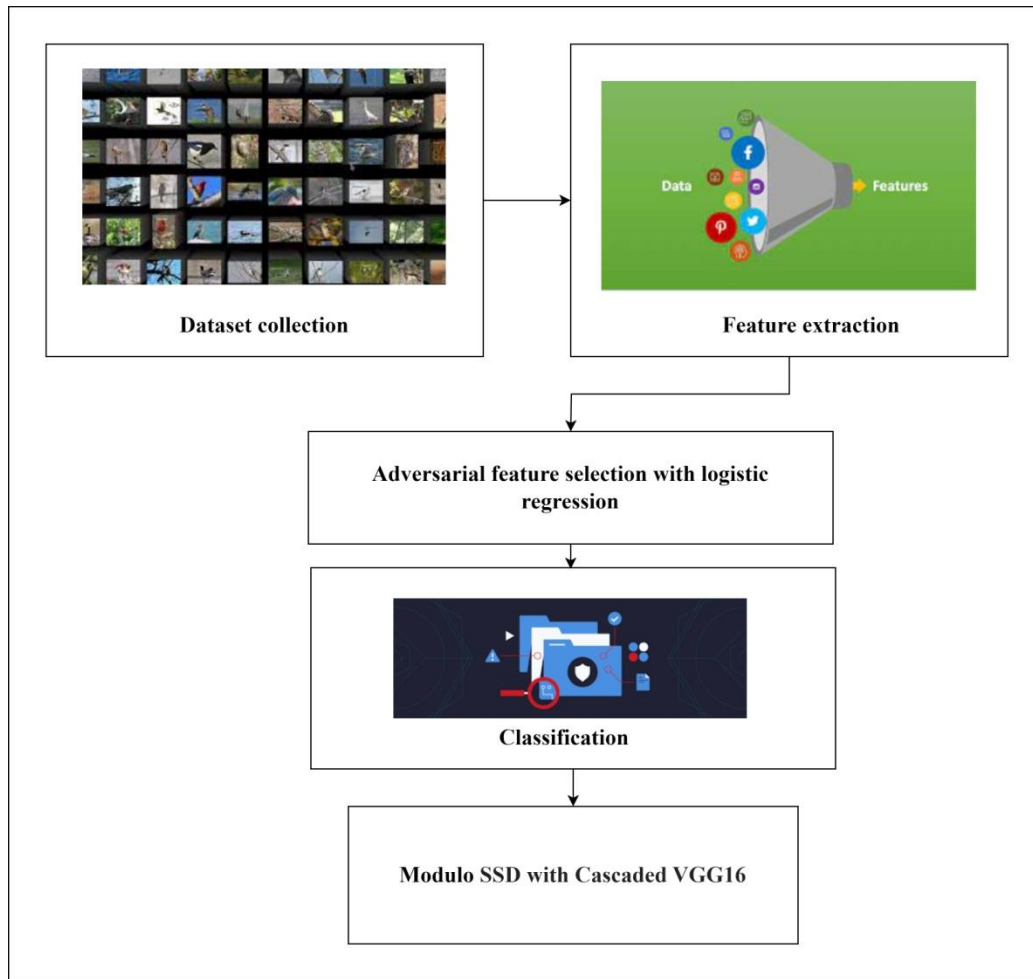 Dataset collection
Data
Features
Feature extraction
Adversarial feature selection with logistic
regression
Classification
Modulo SSD with Cascaded VGG16